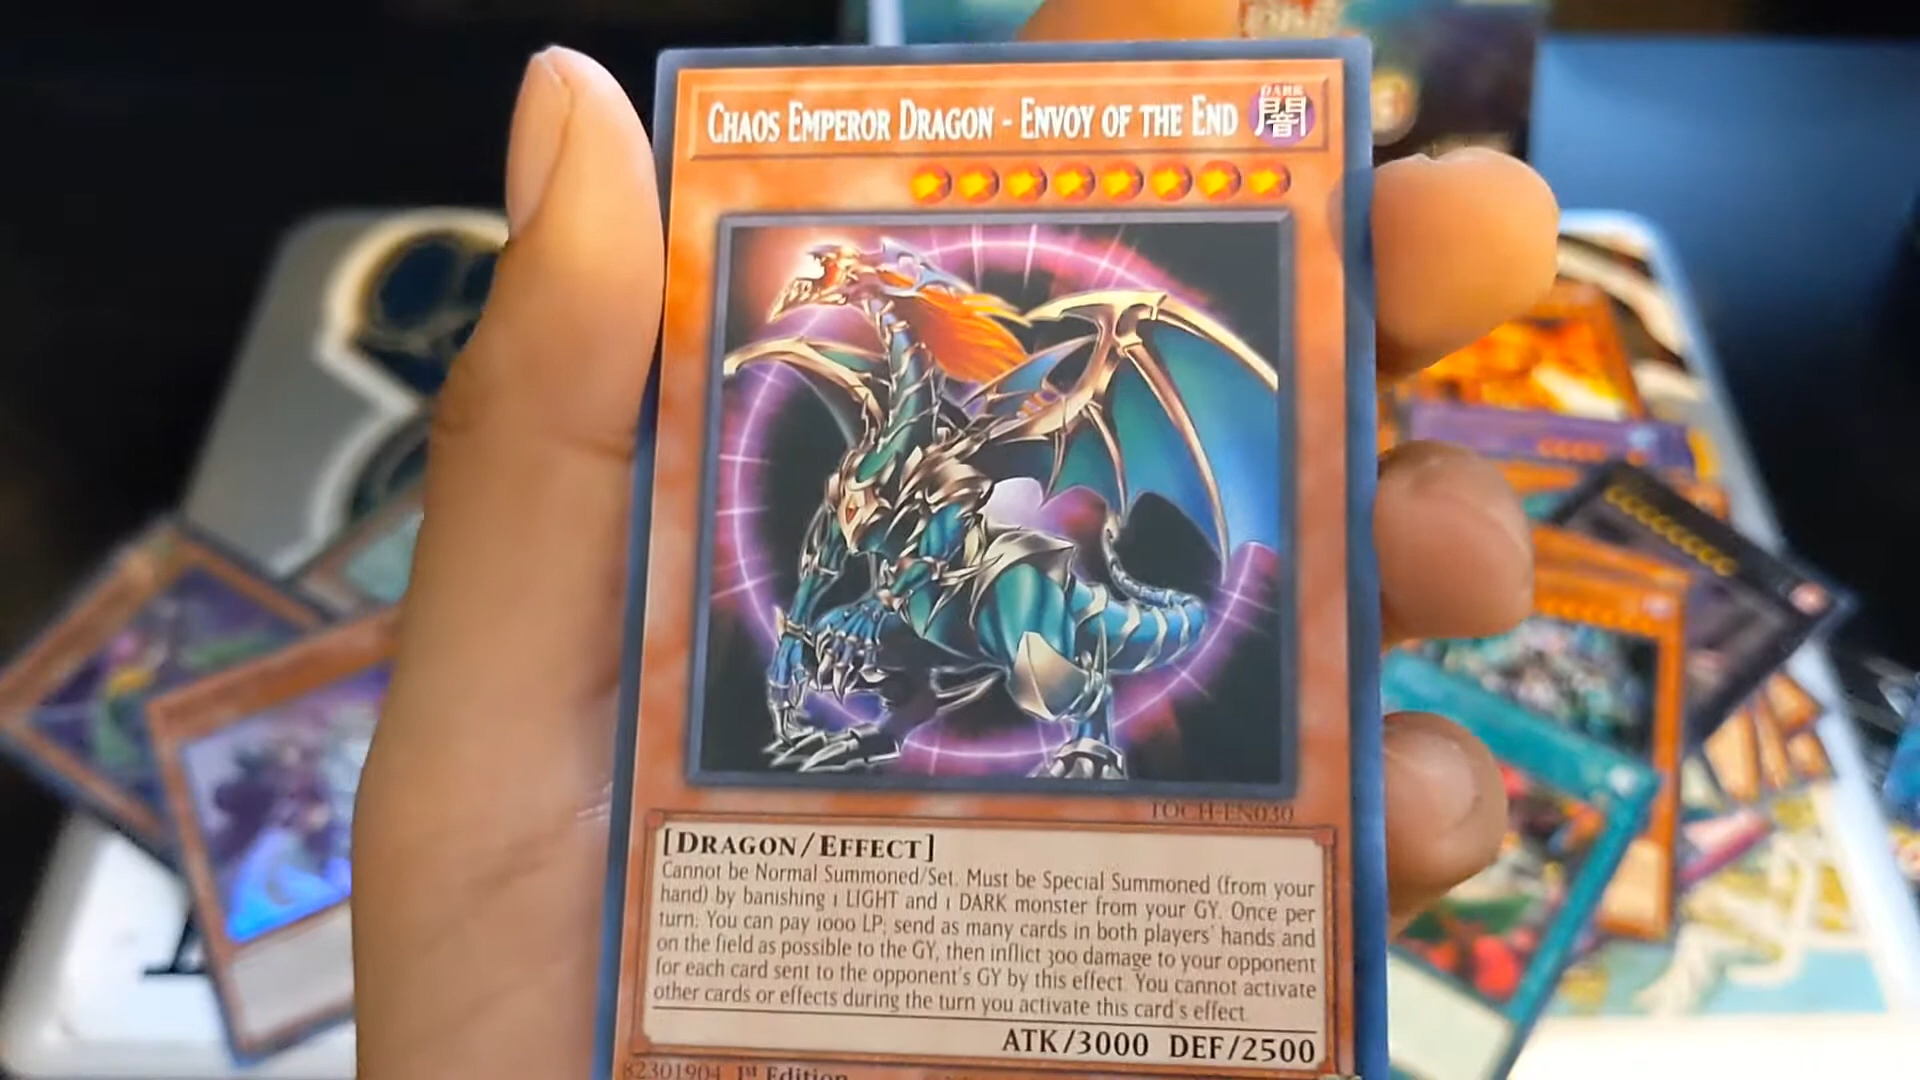 CHAOS EMPEROR DRAGON - ENVOY OF THE END
DARK
闇
TOCH-EN030
[DRAGON/EFFECT]
Cannot be Normal Summoned/Set. Must be Special Summoned (from your
hand) by banishing 1 LIGHT and 1 DARK monster from your GY. Once per
turn: You can pay 1000 LP; send as many cards in both players' hands and
on the field as possible to the GY, then inflict 300 damage to your opponent
for each card sent to the opponent's GY by this effect. You cannot activate
other cards or effects during the turn you activate this card's effect.
ATK/3000 DEF/2500
82301904 1st Edition